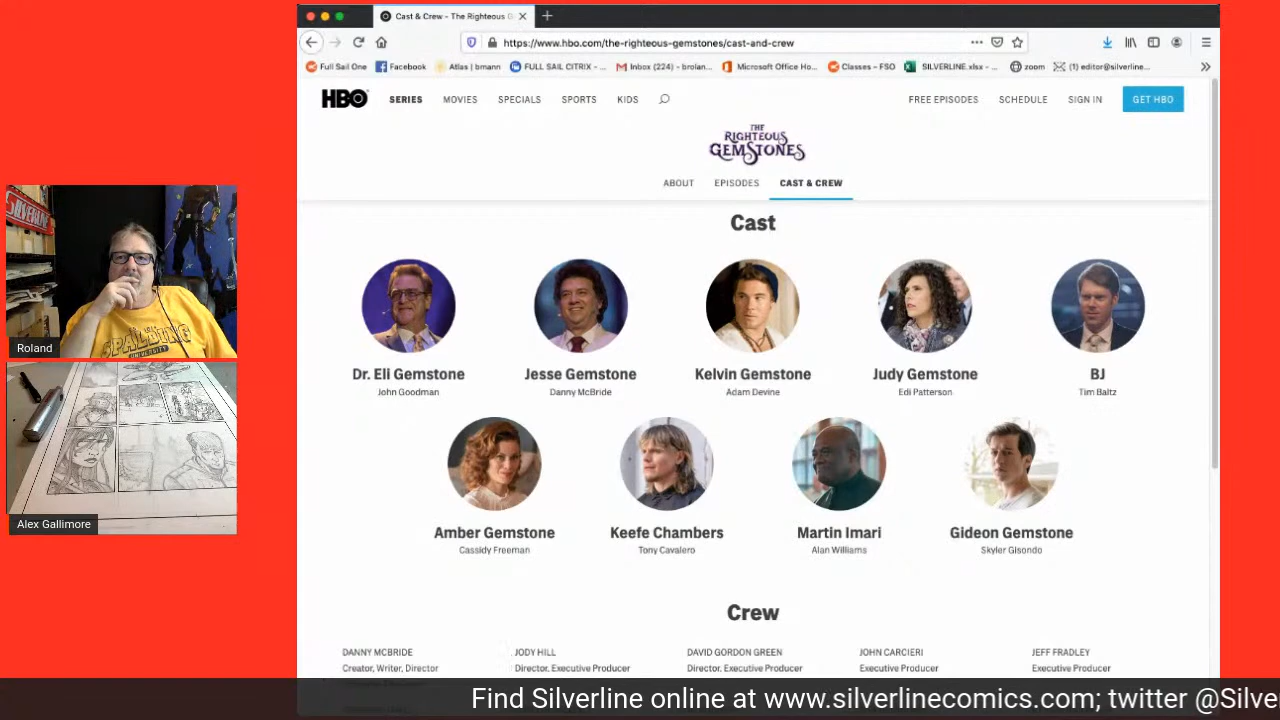 Cast & Crew - The Righteous G
https://www.hbo.com/the-righteous-gemstones/cast-and-crew
Full Sail One
Facebook
Atlas | bmann
FULL SAIL CITRIX - ...
Inbox (224) - brolan...
Microsoft Office Ho...
Classes – FSO
SILVERLINE.xlsx - ...
zoom
(1) editor@silverline...
HBO SERIES MOVIES SPECIALS SPORTS KIDS
FREE EPISODES SCHEDULE SIGN IN GET HBO
THE
RIGHTEOUS
GEMSTONES
ABOUT EPISODES CAST & CREW
Cast
Dr. Eli Gemstone
John Goodman
Jesse Gemstone
Danny McBride
Kelvin Gemstone
Adam Devine
Judy Gemstone
Edi Patterson
BJ
Tim Baltz
Amber Gemstone
Cassidy Freeman
Keefe Chambers
Tony Cavalero
Martin Imari
Alan Williams
Gideon Gemstone
Skyler Gisondo
Crew
DANNY MCBRIDE
Creator, Writer, Director
JODY HILL
Director, Executive Producer
DAVID GORDON GREEN
Director, Executive Producer
JOHN CARCIERI
Executive Producer
JEFF FRADLEY
Executive Producer
SILVERLINE
SPALDING
UNIVERSITY
Roland
Alex Gallimore
Find Silverline online at www.silverlinecomics.com; twitter @Silve